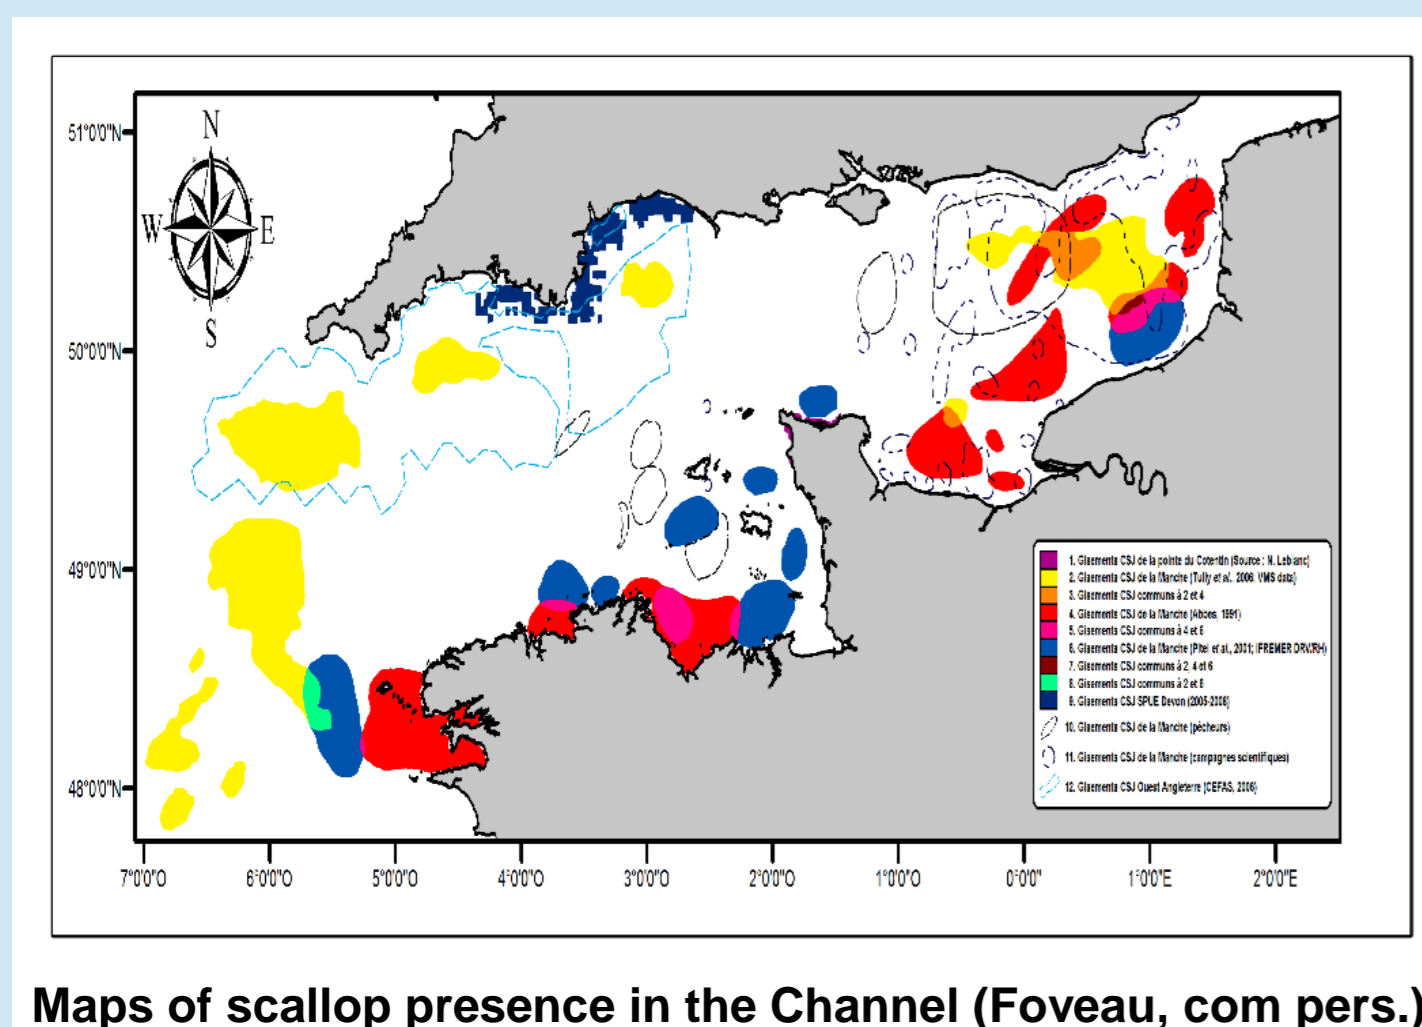 N
W E
S
51°0'0"N
50°0'0"N
49°0'0"N
48°0'0"N
7°0'0"O 6°0'0"O 5°0'0"O 4°0'0"O 3°0'0"O 2°0'0"O 1°0'0"O 0°0'0" 1°0'0"E 2°0'0"E
1. Gisements CSJ de la pointe du Cotentin (Source : N. Leblanc)
2. Gisements CSJ de la Manche (Tully et al. 2006: VMS data)
3. Gisements CSJ communs à 2 et 4
4. Gisements CSJ de la Manche (Abbes, 1991)
5. Gisements CSJ communs à 4 et 6
6. Gisements CSJ de la Manche (Pitel et al., 2001; IFREMER DRV/RH)
7. Gisements CSJ communs à 2, 4 et 6
8. Gisements CSJ communs à 2 et 6
9. Gisements CSJ SPUE Devon (2005-2006)
10. Gisements CSJ de la Manche (pêcheurs)
11. Gisements CSJ de la Manche (campagnes scientifiques)
12. Gisements CSJ Ouest Angleterre (CEFAS, 2006)
Maps of scallop presence in the Channel (Foveau, com pers.)